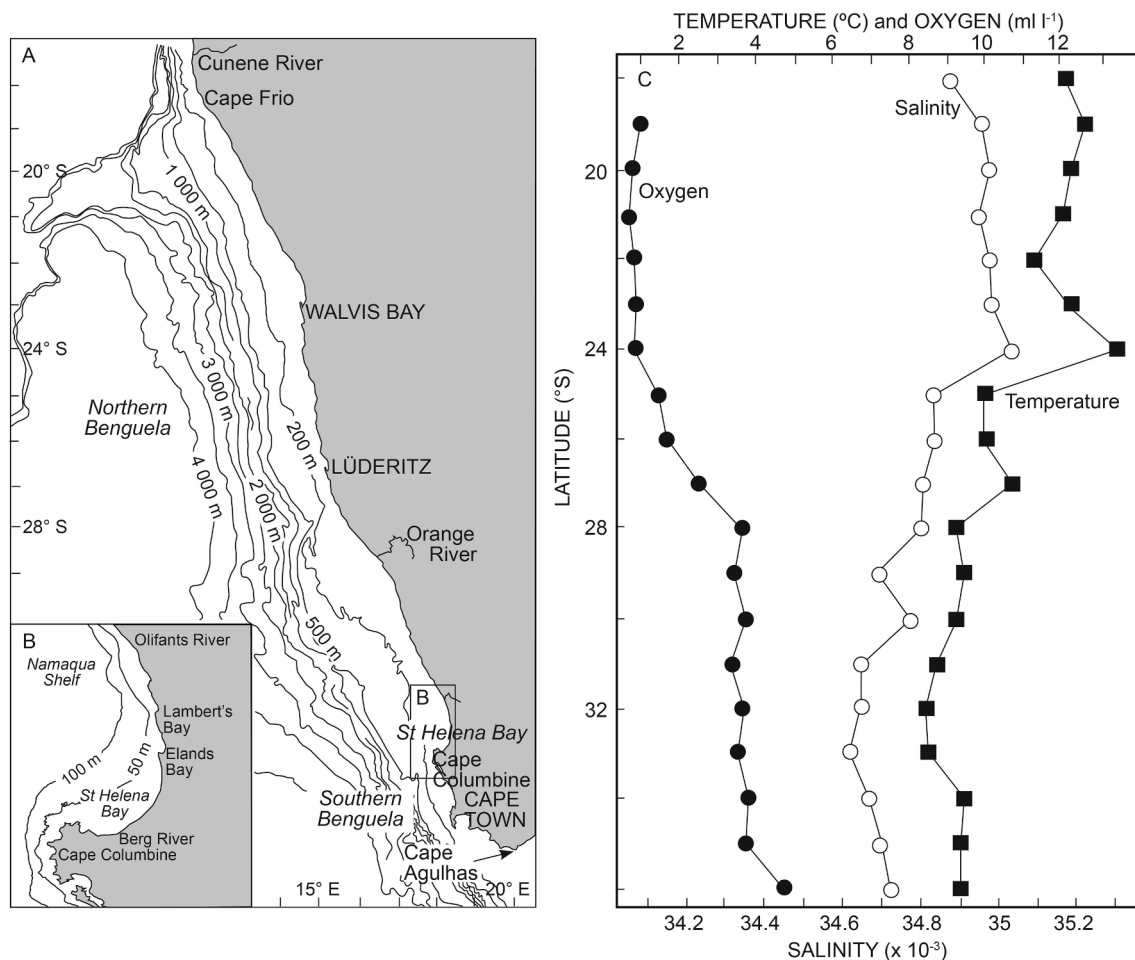 A
Cunene River
Cape Frio
20° S
1 000 m
WALVIS BAY
24° S
3 000 m
Northern
Benguela
200 m
LÜDERITZ
4 000 m
2 000 m
28° S
Orange
River
500 m
B
St Helena Bay
Cape
Columbine
CAPE
TOWN
Southern
Benguela
Cape
Agulhas
15° E
20° E
B
Olifants River
Namaqua
Shelf
Lambert's
Bay
Elands
Bay
100 m
50 m
St Helena
Bay
Berg River
Cape Columbine
TEMPERATURE (ºC) and OXYGEN (ml l-1)
2 4 6 8 10 12
C
Salinity
Oxygen
Temperature
LATITUDE (°S)
20
24
28
32
34.2 34.4 34.6 34.8 35 35.2
SALINITY (x 10-3)